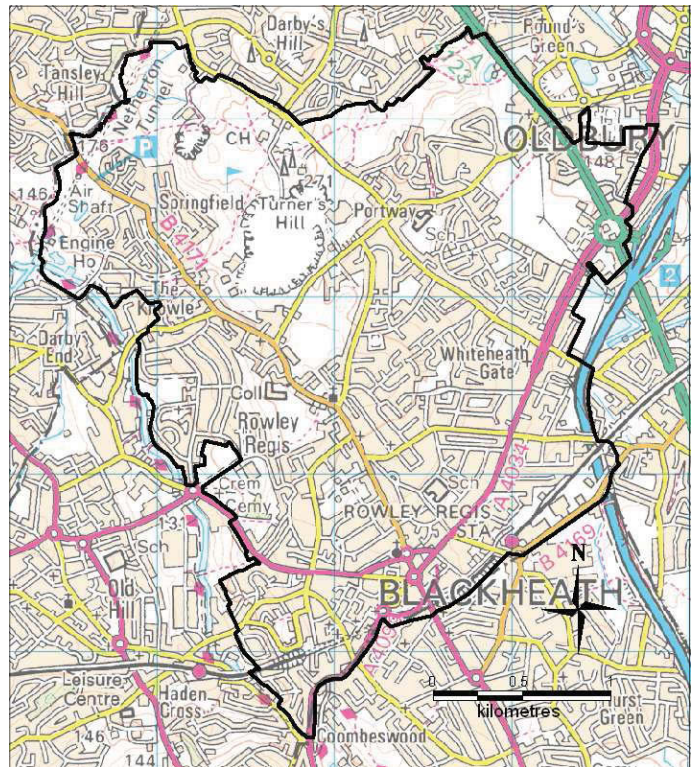 Darby's
Hill
Pound's
Green
A
123
Tansley
Hill
Netherton
Tunnel
OLDBURY
176
P
CH
148
146
Air
Shaft
271
Springfield
Turner's
Hill
Portway
Sch
B 4171
Engine
Ho
2
The
Knowle
Darby
End
Whiteheath
Gate
Coll
Rowley
Regis
A 4034
Crem
Cemy
Sch
ROWLEY REGIS
STA
131
B 4169
N
Sch
Old
Hill
BLACKHEATH
Leisure
Centre
Haden
Cross
0 0.5 1
kilometres
Hurst
Green
146
144
Coombeswood